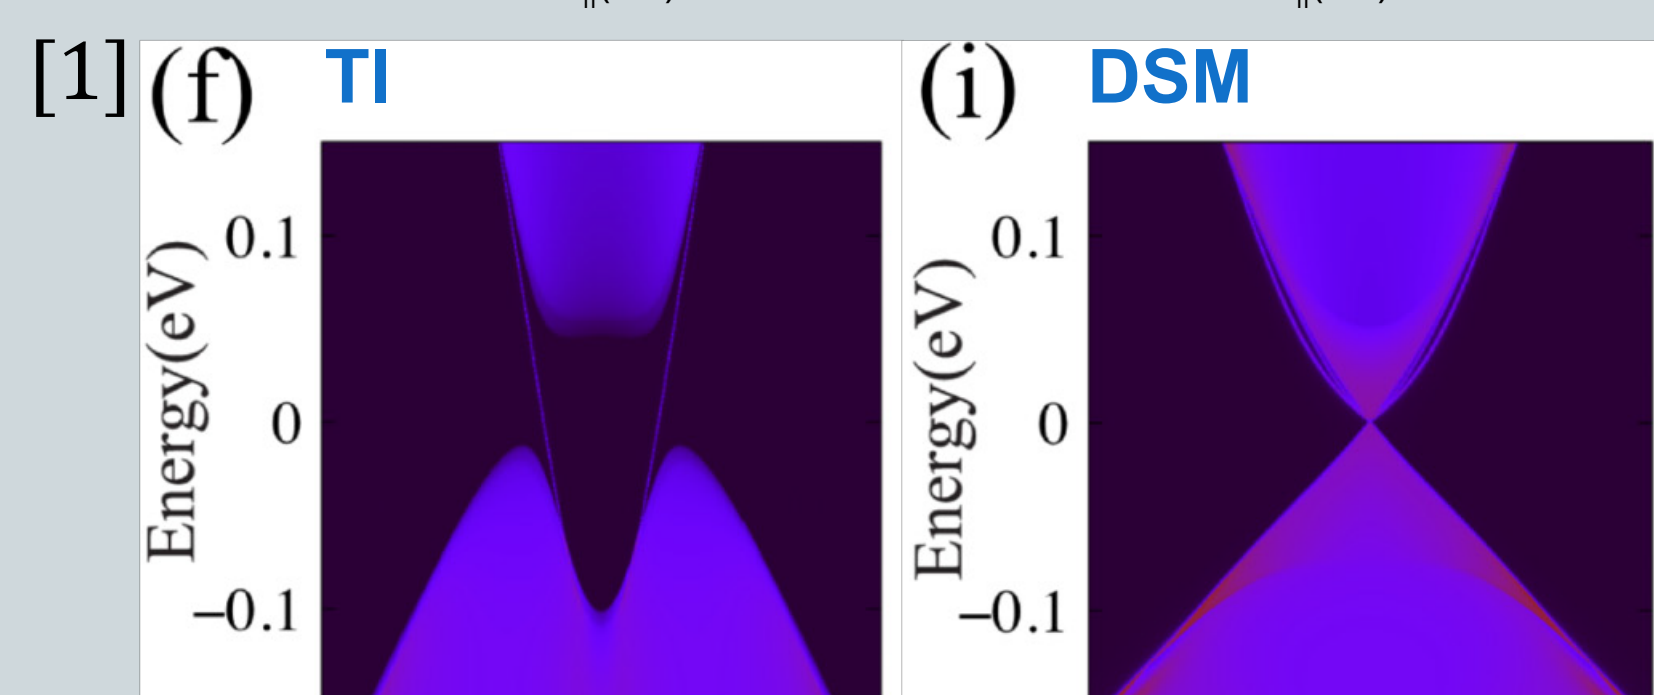 [1] (f) TI (i) DSM
0.1 0.1
Energy(eV) Energy(eV)
0 0
–0.1 –0.1